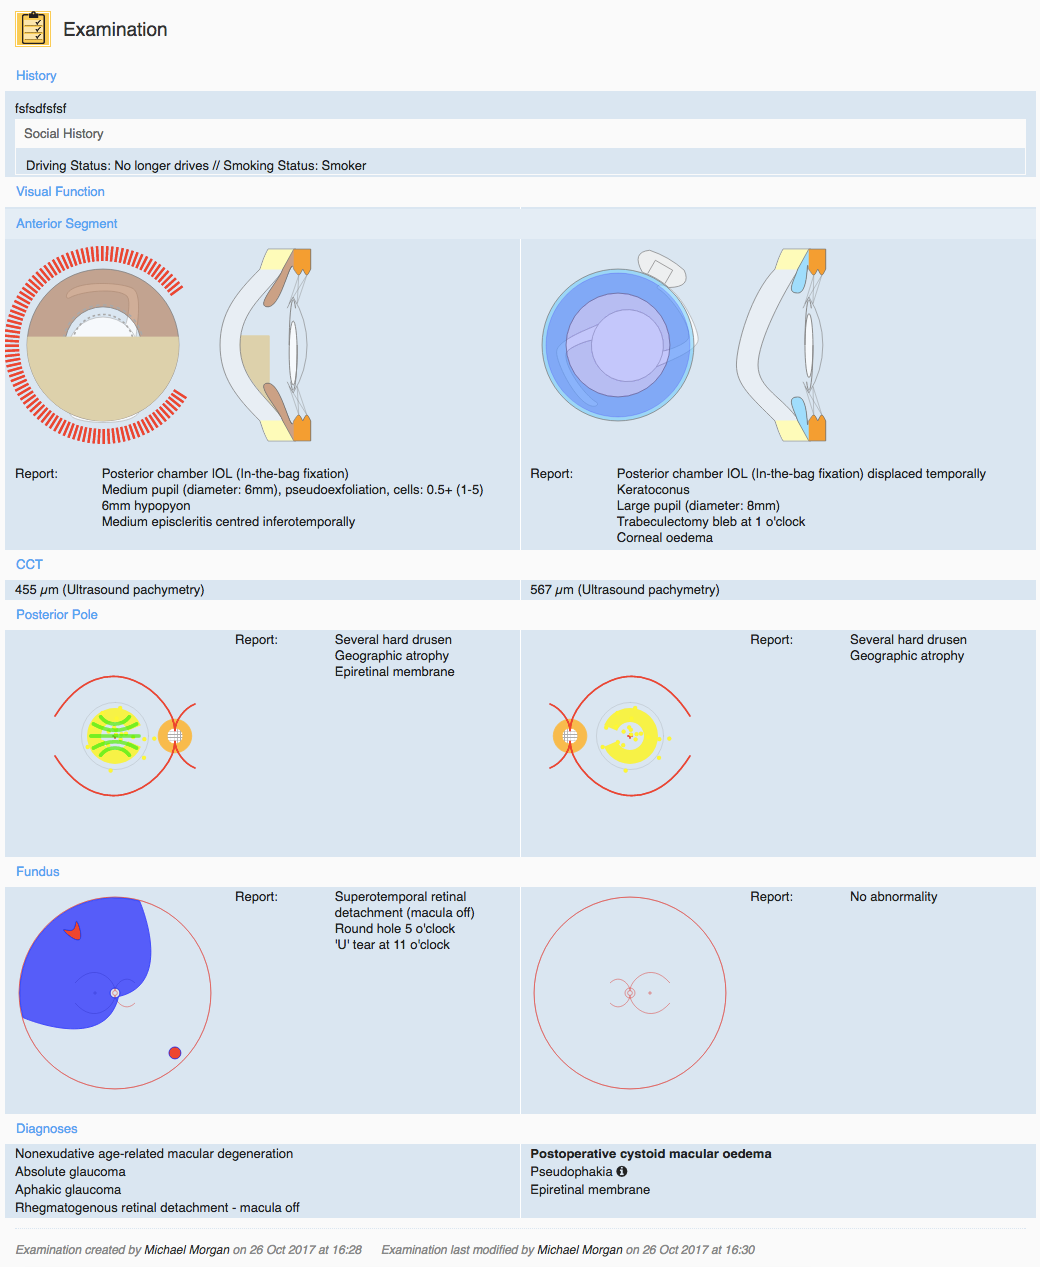 Examination
History
fsfsdfsfsf
Social History
Driving Status: No longer drives // Smoking Status: Smoker
Visual Function
Anterior Segment
Report:
Posterior chamber IOL (In-the-bag fixation)
Medium pupil (diameter: 6mm), pseudoexfoliation, cells: 0.5+ (1-5)
6mm hypopyon
Medium episcleritis centred inferotemporally
Report:
Posterior chamber IOL (In-the-bag fixation) displaced temporally
Keratoconus
Large pupil (diameter: 8mm)
Trabeculectomy bleb at 1 o'clock
Corneal oedema
CCT
455 µm (Ultrasound pachymetry)
567 µm (Ultrasound pachymetry)
Posterior Pole
Report:
Several hard drusen
Geographic atrophy
Epiretinal membrane
Report:
Several hard drusen
Geographic atrophy
Fundus
Report:
Superotemporal retinal
detachment (macula off)
Round hole 5 o'clock
'U' tear at 11 o'clock
Report:
No abnormality
Diagnoses
Nonexudative age-related macular degeneration
Absolute glaucoma
Aphakic glaucoma
Rhegmatogenous retinal detachment - macula off
Postoperative cystoid macular oedema
Pseudophakia
Epiretinal membrane
Examination created by Michael Morgan on 26 Oct 2017 at 16:28
Examination last modified by Michael Morgan on 26 Oct 2017 at 16:30